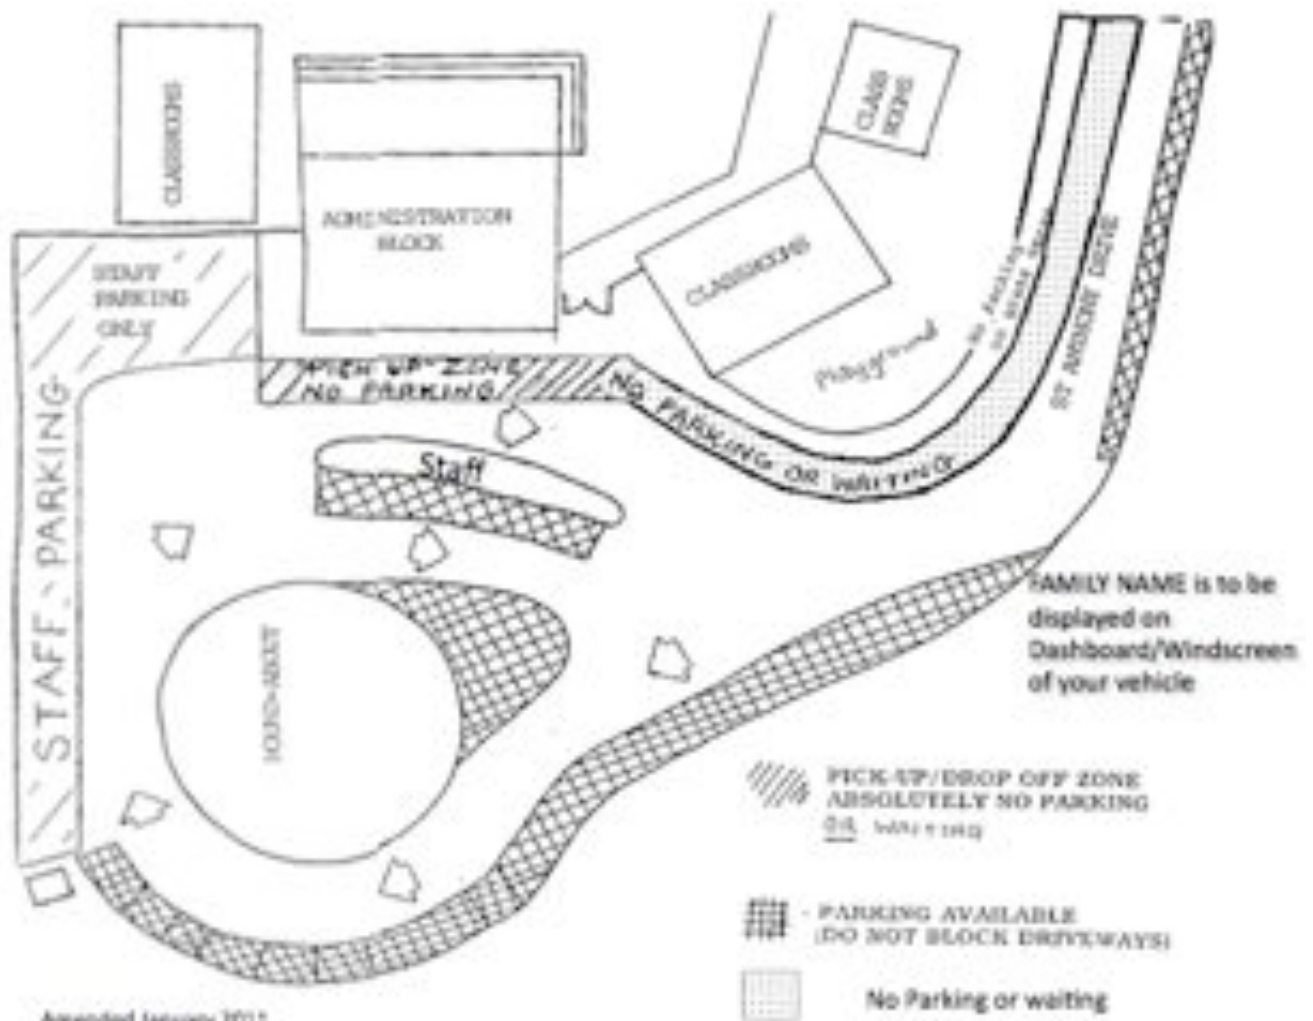 CLASSROOMS
ADMINISTRATION
BLOCK
CLASS
ROOMS
STAFF
PARKING
ONLY
CLASSROOMS
Playground
No Parking
ST ANTONY DRIVE
PICK UP ZONE
NO PARKING
NO PARKING OR WAITING
Staff
STAFF PARKING
ROUND-ABOUT
FAMILY NAME is to be
displayed on
Dashboard/Windscreen
of your vehicle
PICK-UP/DROP OFF ZONE
ABSOLUTELY NO PARKING
OR WAITING
- PARKING AVAILABLE
(DO NOT BLOCK DRIVEWAYS)
No Parking or waiting
Amended January